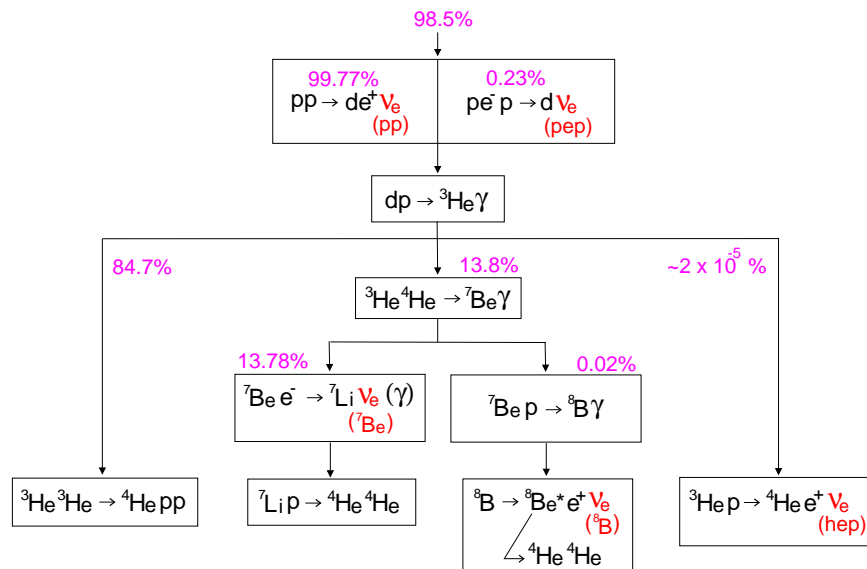 98.5%
99.77%
pp → de⁺ νₑ
(pp)
0.23%
pe⁻ p → d νₑ
(pep)
dp → ³He γ
84.7%
13.8%
~2 x 10⁻⁵ %
³He ⁴He → ⁷Be γ
13.78%
0.02%
⁷Be e⁻ → ⁷Li νₑ (γ)
(⁷Be)
⁷Be p → ⁸B γ
³He ³He → ⁴He pp
⁷Li p → ⁴He ⁴He
⁸B → ⁸Be* e⁺ νₑ
(⁸B)
→ ⁴He ⁴He
³He p → ⁴He e⁺ νₑ
(hep)